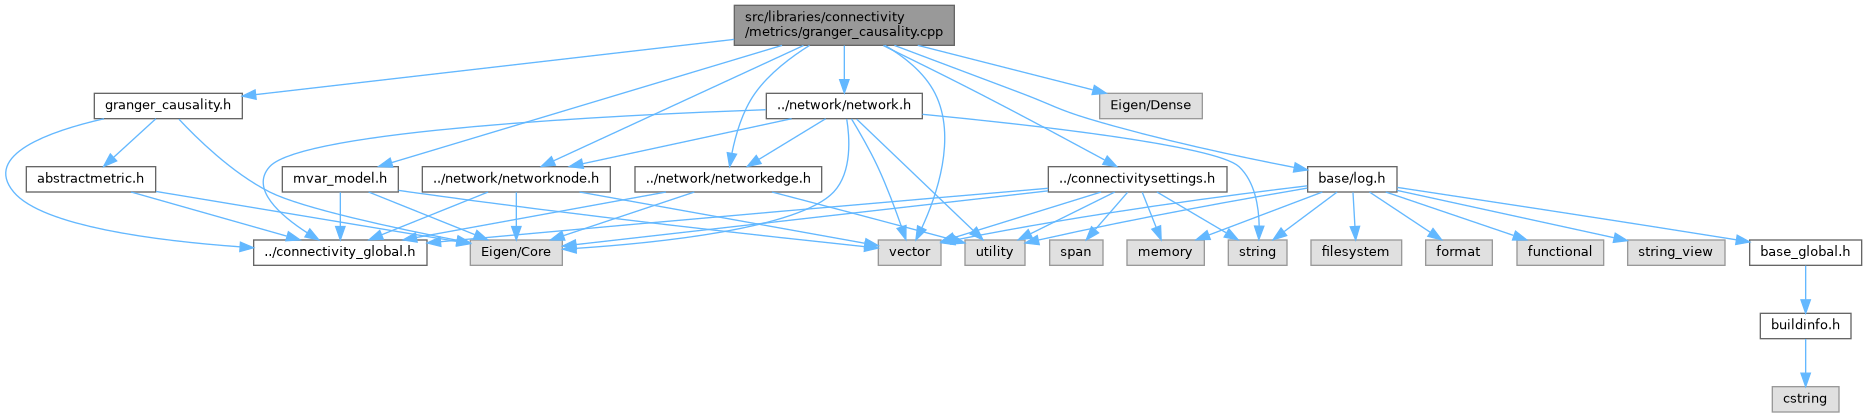 src/libraries/connectivity
/metrics/granger_causality.cpp
granger_causality.h
../network/network.h
Eigen/Dense
abstractmetric.h
mvar_model.h
../network/networknode.h
../network/networkedge.h
../connectivitysettings.h
base/log.h
../connectivity_global.h
Eigen/Core
vector
utility
span
memory
string
filesystem
format
functional
string_view
base_global.h
buildinfo.h
cstring